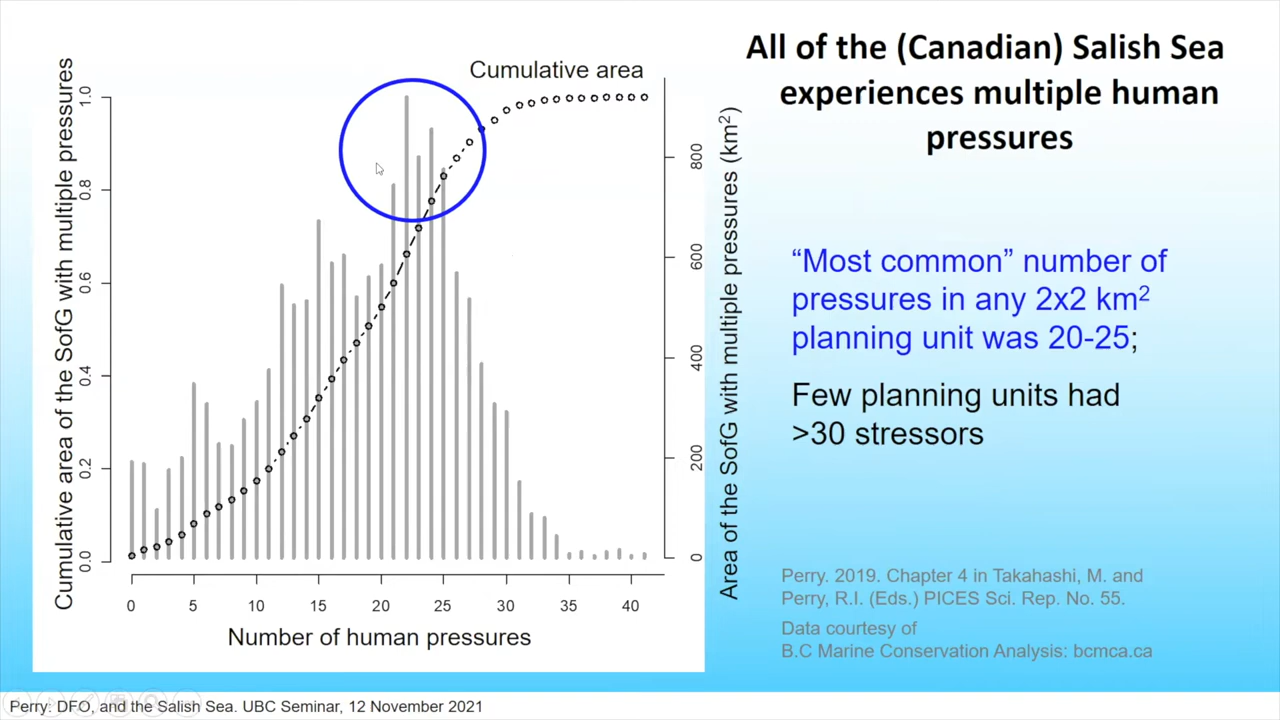 All of the (Canadian) Salish Sea
experiences multiple human
pressures
Cumulative area
Cumulative area of the SofG with multiple pressures
1.0
0.8
0.6
0.4
0.2
0.0
800
600
400
200
0
Area of the SofG with multiple pressures (km²)
0 5 10 15 20 25 30 35 40
Number of human pressures
“Most common” number of
pressures in any 2x2 km²
planning unit was 20-25;
Few planning units had
>30 stressors
Perry. 2019. Chapter 4 in Takahashi, M. and
Perry, R.I. (Eds.) PICES Sci. Rep. No. 55.
Data courtesy of
B.C Marine Conservation Analysis: bcmca.ca
Perry: DFO, and the Salish Sea. UBC Seminar, 12 November 2021